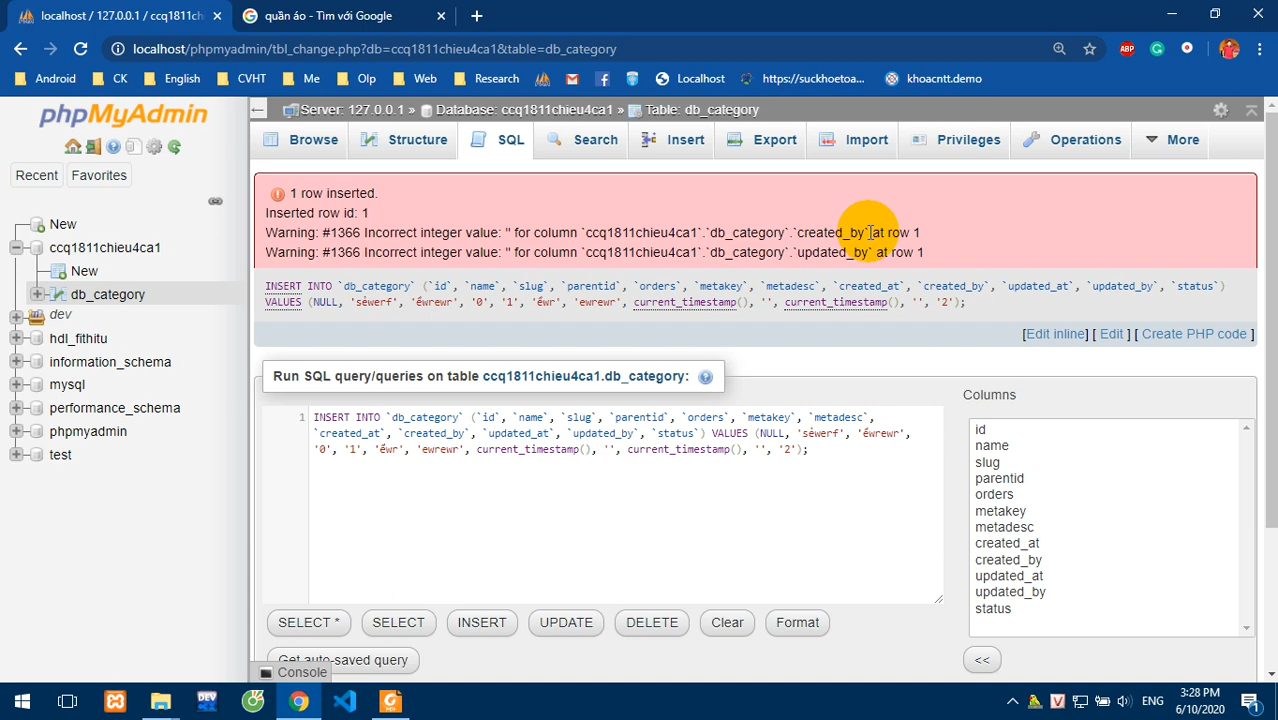 localhost / 127.0.0.1 / ccq1811chi
quần áo - Tìm với Google
localhost/phpmyadmin/tbl_change.php?db=ccq1811chieu4ca1&table=db_category
ABP
Android
CK
English
CVHT
Me
Olp
Web
Research
Localhost
https://suckhoetoa...
khoacntt.demo
phpMyAdmin
Recent
Favorites
New
ccq1811chieu4ca1
New
db_category
dev
hdl_fithitu
information_schema
mysql
performance_schema
phpmyadmin
test
Server: 127.0.0.1 » Database: ccq1811chieu4ca1 » Table: db_category
Browse
Structure
SQL
Search
Insert
Export
Import
Privileges
Operations
More
1 row inserted.
Inserted row id: 1
Warning: #1366 Incorrect integer value: '' for column `ccq1811chieu4ca1`.`db_category`.`created_by` at row 1
Warning: #1366 Incorrect integer value: '' for column `ccq1811chieu4ca1`.`db_category`.`updated_by` at row 1
INSERT INTO `db_category` (`id`, `name`, `slug`, `parentid`, `orders`, `metakey`, `metadesc`, `created_at`, `created_by`, `updated_at`, `updated_by`, `status`)
VALUES (NULL, 'sẻwerf', 'ểwrewr', '0', '1', 'ểwr', 'ewrewr', current_timestamp(), '', current_timestamp(), '', '2');
[Edit inline] [ Edit ] [ Create PHP code ]
Run SQL query/queries on table ccq1811chieu4ca1.db_category:
1 INSERT INTO `db_category` (`id`, `name`, `slug`, `parentid`, `orders`, `metakey`, `metadesc`,
`created_at`, `created_by`, `updated_at`, `updated_by`, `status`) VALUES (NULL, 'sẻwerf', 'ểwrewr',
'0', '1', 'ểwr', 'ewrewr', current_timestamp(), '', current_timestamp(), '', '2');
Columns
id
name
slug
parentid
orders
metakey
metadesc
created_at
created_by
updated_at
updated_by
status
SELECT *
SELECT
INSERT
UPDATE
DELETE
Clear
Format
<<
Get auto-saved query
Console
DEV
ENG
3:28 PM
6/10/2020